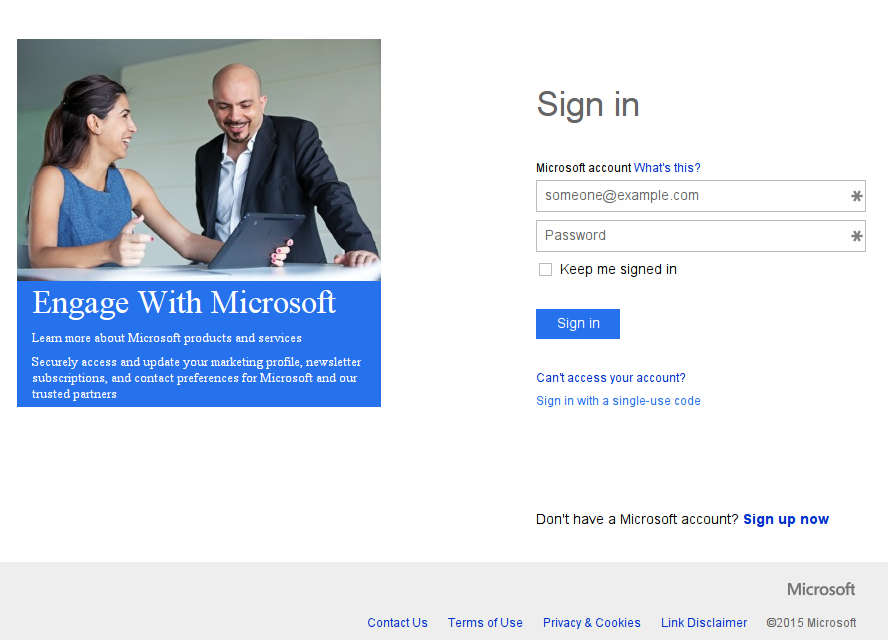 Engage With Microsoft
Learn more about Microsoft products and services
Securely access and update your marketing profile, newsletter
subscriptions, and contact preferences for Microsoft and our
trusted partners
Sign in
Microsoft account What's this?
someone@example.com
Password
Keep me signed in
Sign in
Can't access your account?
Sign in with a single-use code
Don't have a Microsoft account? Sign up now
Microsoft
Contact Us Terms of Use Privacy & Cookies Link Disclaimer ©2015 Microsoft